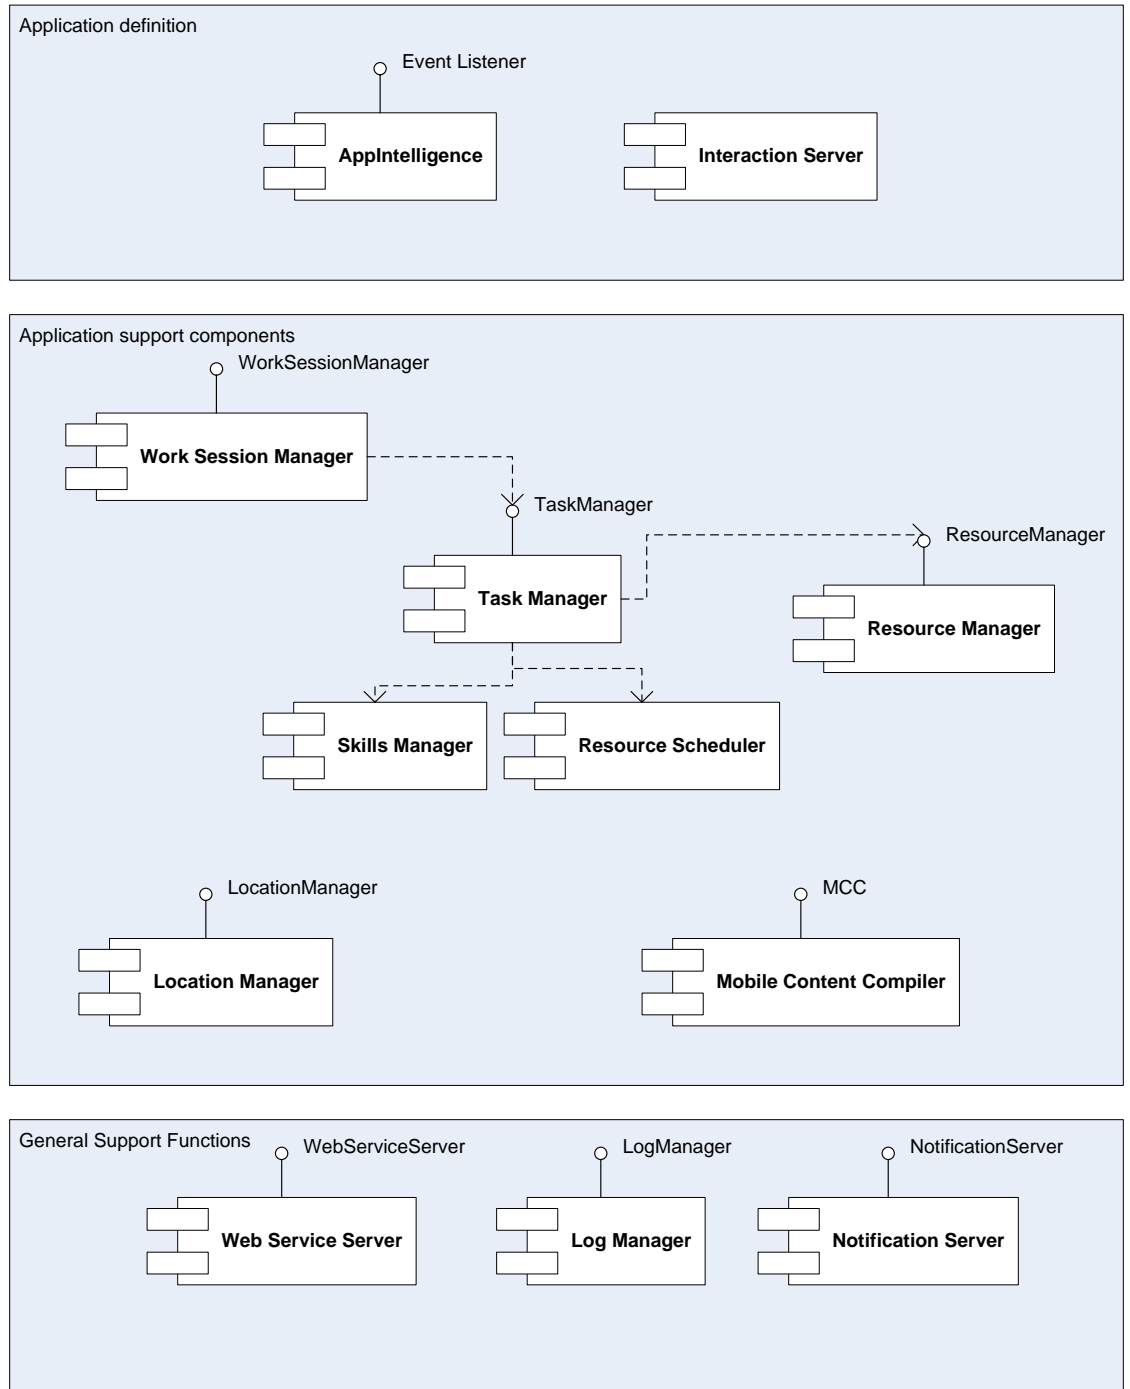 Application definition
Event Listener
AppIntelligence
Interaction Server
Application support components
WorkSessionManager
Work Session Manager
TaskManager
ResourceManager
Task Manager
Resource Manager
Skills Manager
Resource Scheduler
LocationManager
MCC
Location Manager
Mobile Content Compiler
General Support Functions
WebServiceServer
LogManager
NotificationServer
Web Service Server
Log Manager
Notification Server